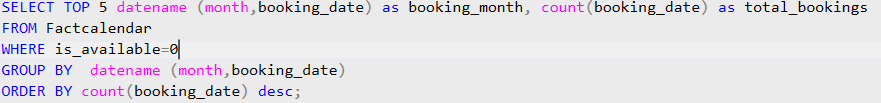 SELECT TOP 5 datename (month,booking_date) as booking_month, count(booking_date) as total_bookings
FROM Factcalendar
WHERE is_available=0
GROUP BY  datename (month,booking_date)
ORDER BY count(booking_date) desc;